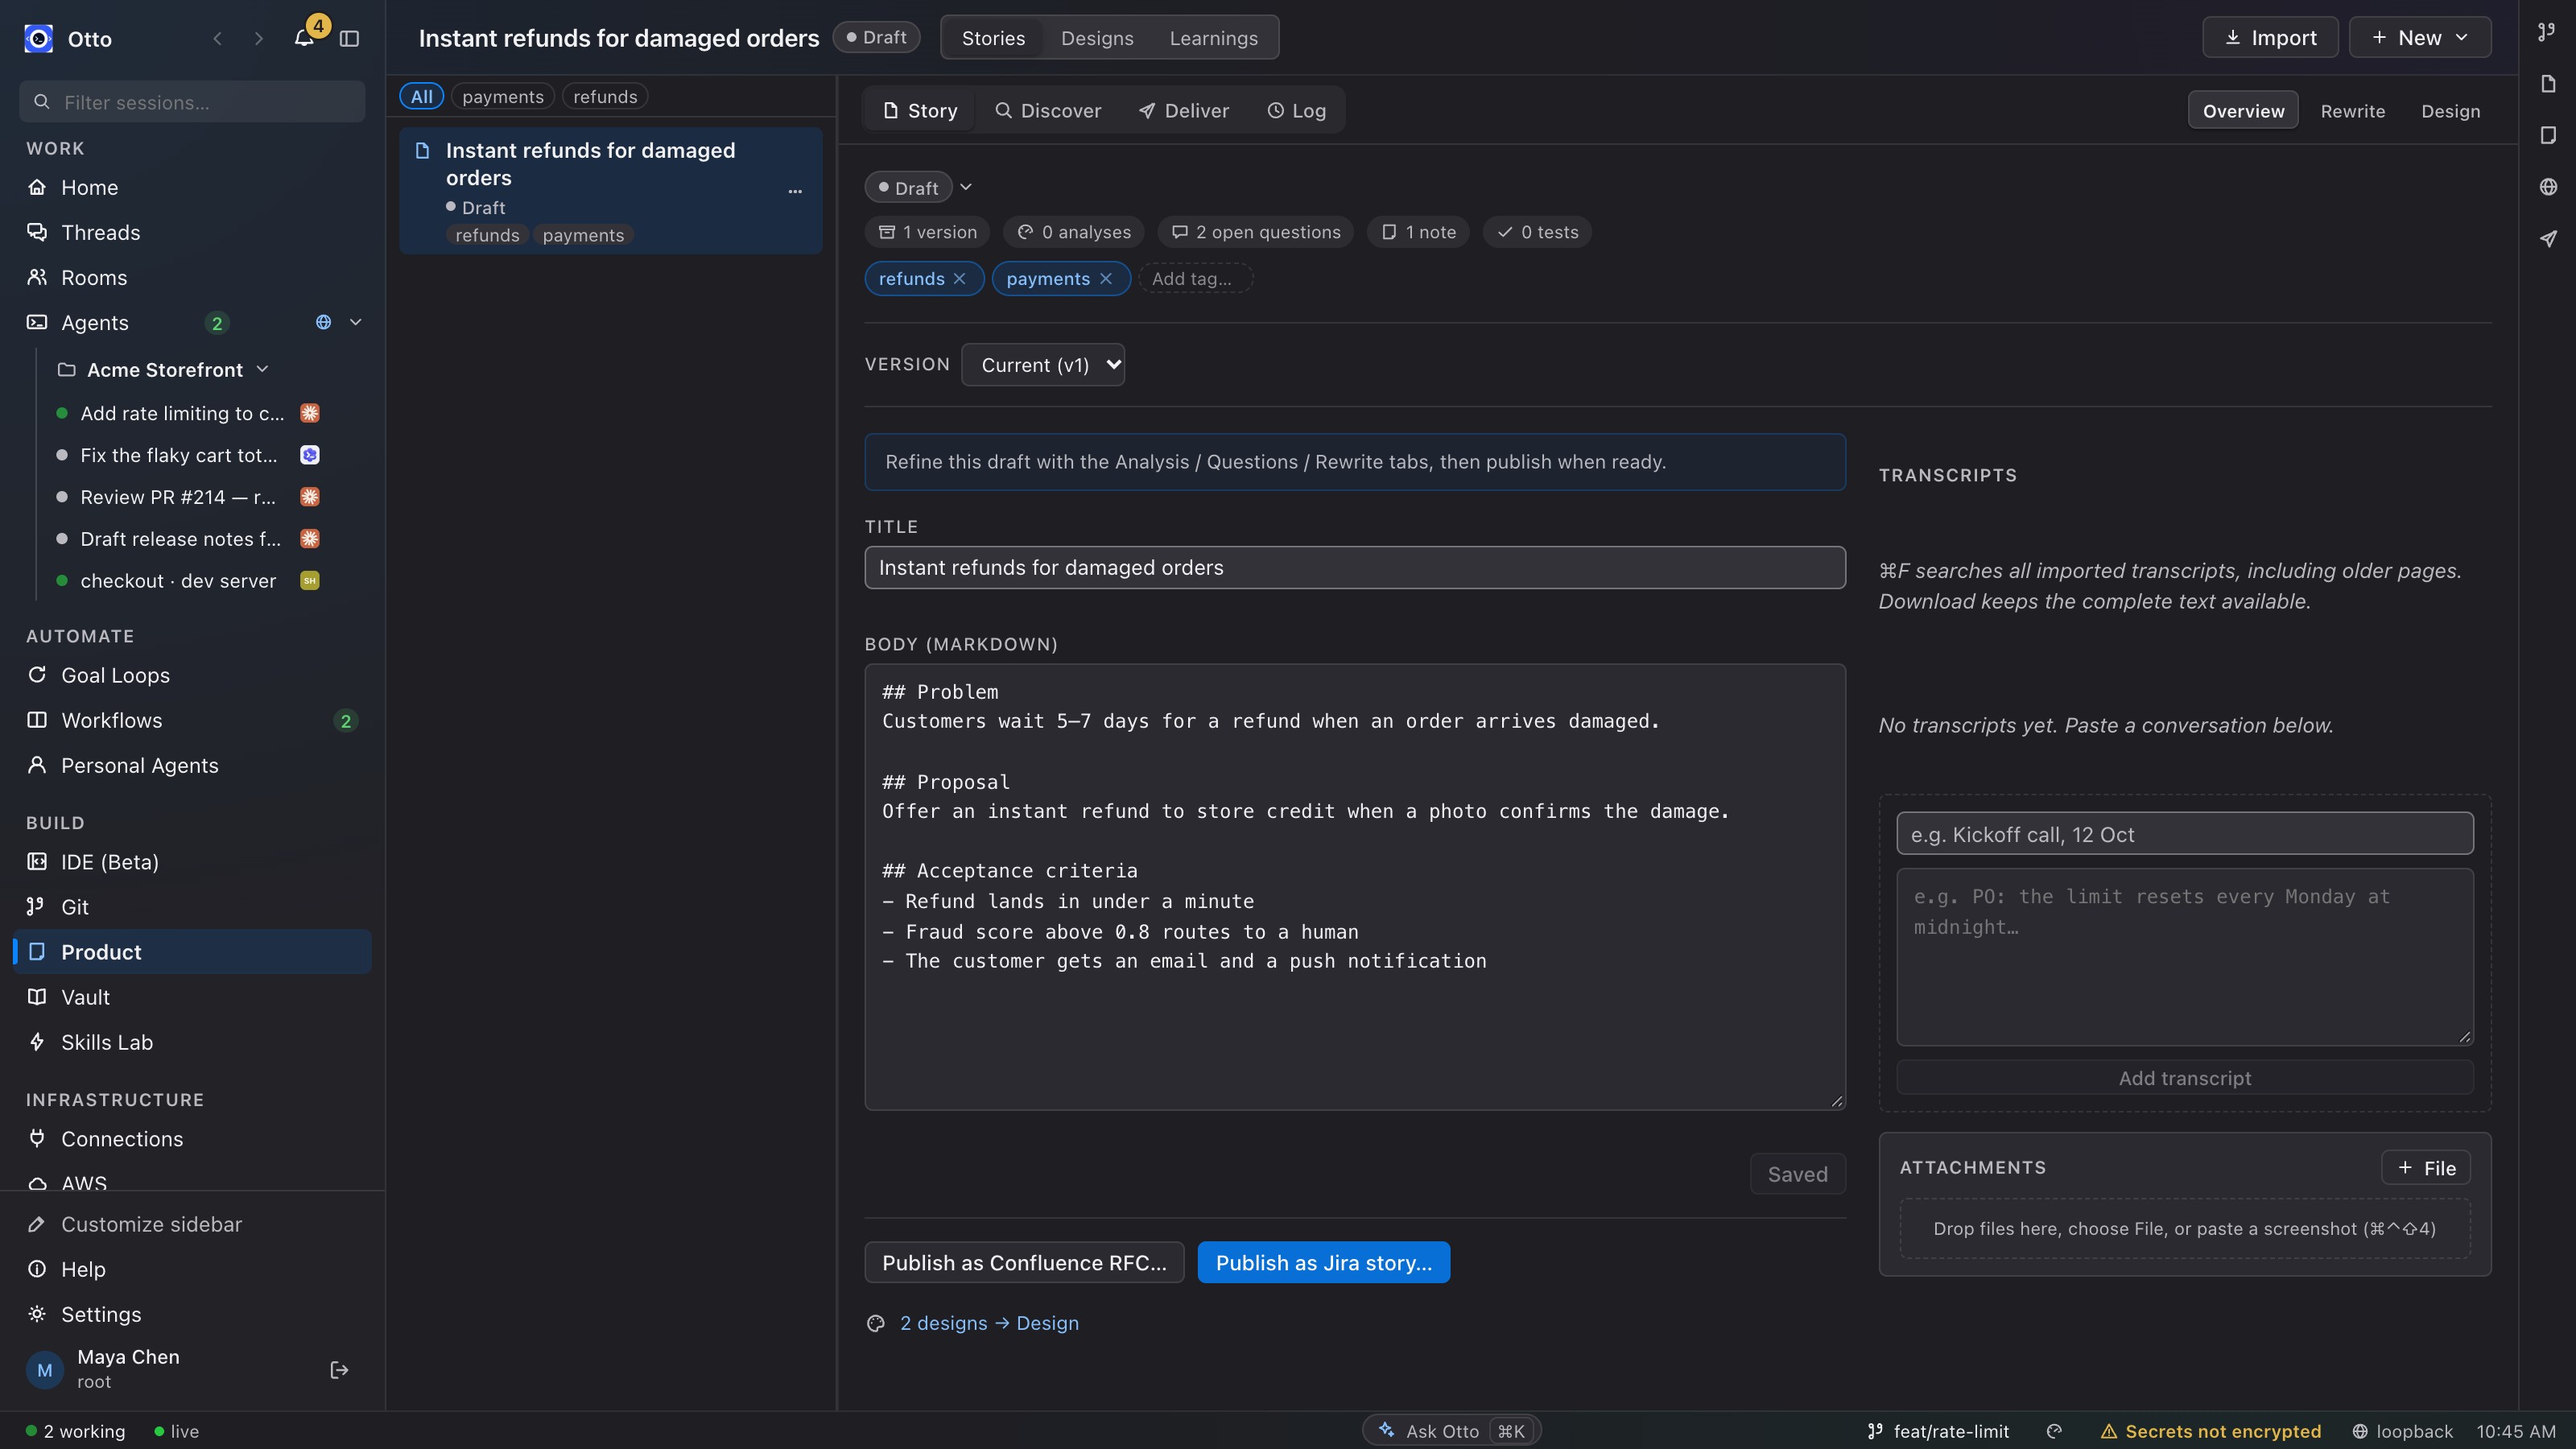 Otto
4
Filter sessions...
WORK
Home
Threads
Rooms
Agents 2
Acme Storefront
Add rate limiting to c...
Fix the flaky cart tot...
Review PR #214 — r...
Draft release notes f...
checkout · dev server SH
AUTOMATE
Goal Loops
Workflows 2
Personal Agents
BUILD
IDE (Beta)
Git
Product
Vault
Skills Lab
INFRASTRUCTURE
Connections
AWS
Customize sidebar
Help
Settings
M
Maya Chen
root
Instant refunds for damaged orders
Draft
Stories Designs Learnings
Import
+ New
All payments refunds
Instant refunds for damaged
orders
Draft
refunds payments
...
Story Discover Deliver Log
Overview Rewrite Design
Draft
1 version 0 analyses 2 open questions 1 note 0 tests
refunds × payments × Add tag...
VERSION Current (v1)
Refine this draft with the Analysis / Questions / Rewrite tabs, then publish when ready.
TITLE
Instant refunds for damaged orders
BODY (MARKDOWN)
## Problem
Customers wait 5–7 days for a refund when an order arrives damaged.
## Proposal
Offer an instant refund to store credit when a photo confirms the damage.
## Acceptance criteria
- Refund lands in under a minute
- Fraud score above 0.8 routes to a human
- The customer gets an email and a push notification
Saved
Publish as Confluence RFC...
Publish as Jira story...
2 designs → Design
TRANSCRIPTS
⌘F searches all imported transcripts, including older pages.
Download keeps the complete text available.
No transcripts yet. Paste a conversation below.
e.g. Kickoff call, 12 Oct
e.g. PO: the limit resets every Monday at
midnight…
Add transcript
ATTACHMENTS
+ File
Drop files here, choose File, or paste a screenshot (⌘^⇧4)
2 working
live
Ask Otto ⌘K
feat/rate-limit
Secrets not encrypted
loopback
10:45 AM